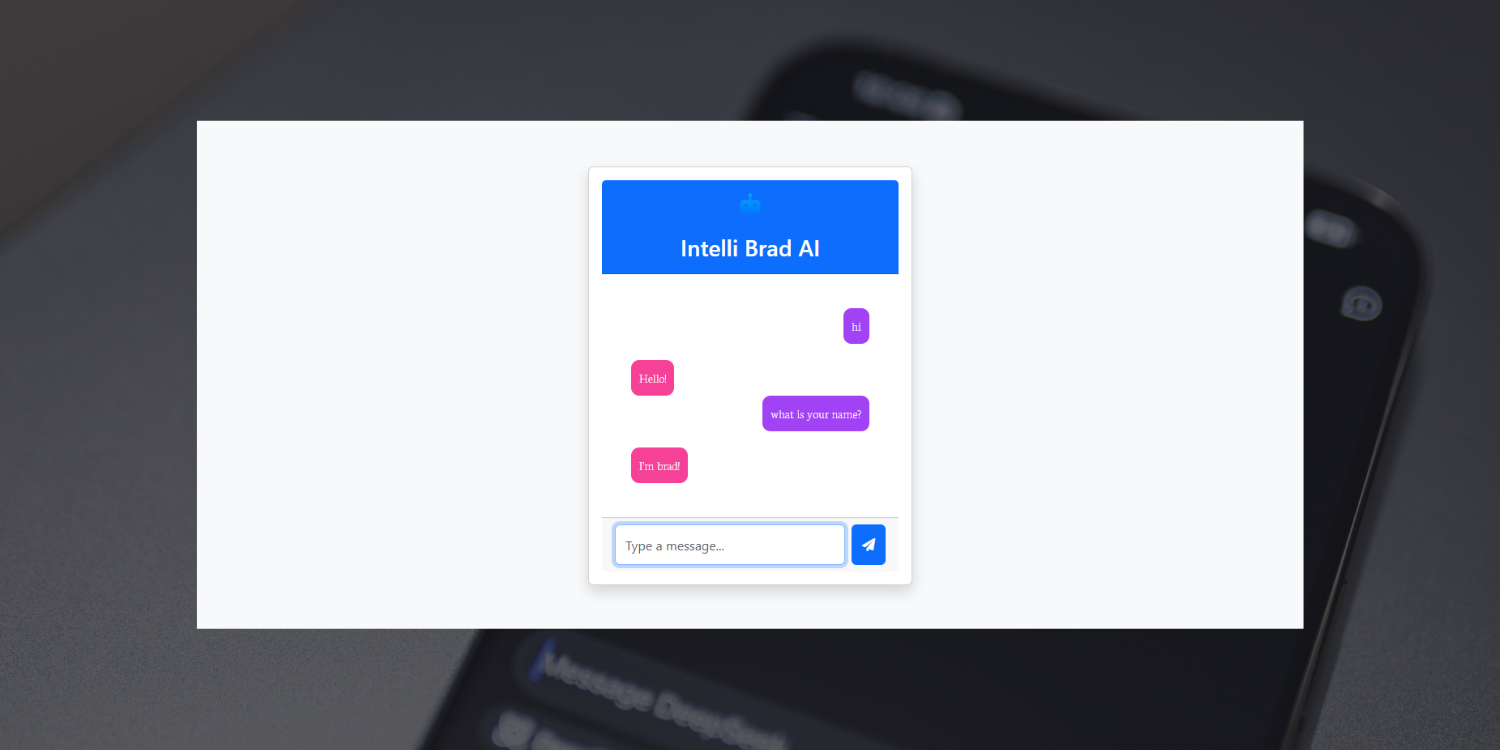 Intelli Brad AI
hi
Hello!
what is your name?
I'm brad!
Type a message...
Message DeepSeek